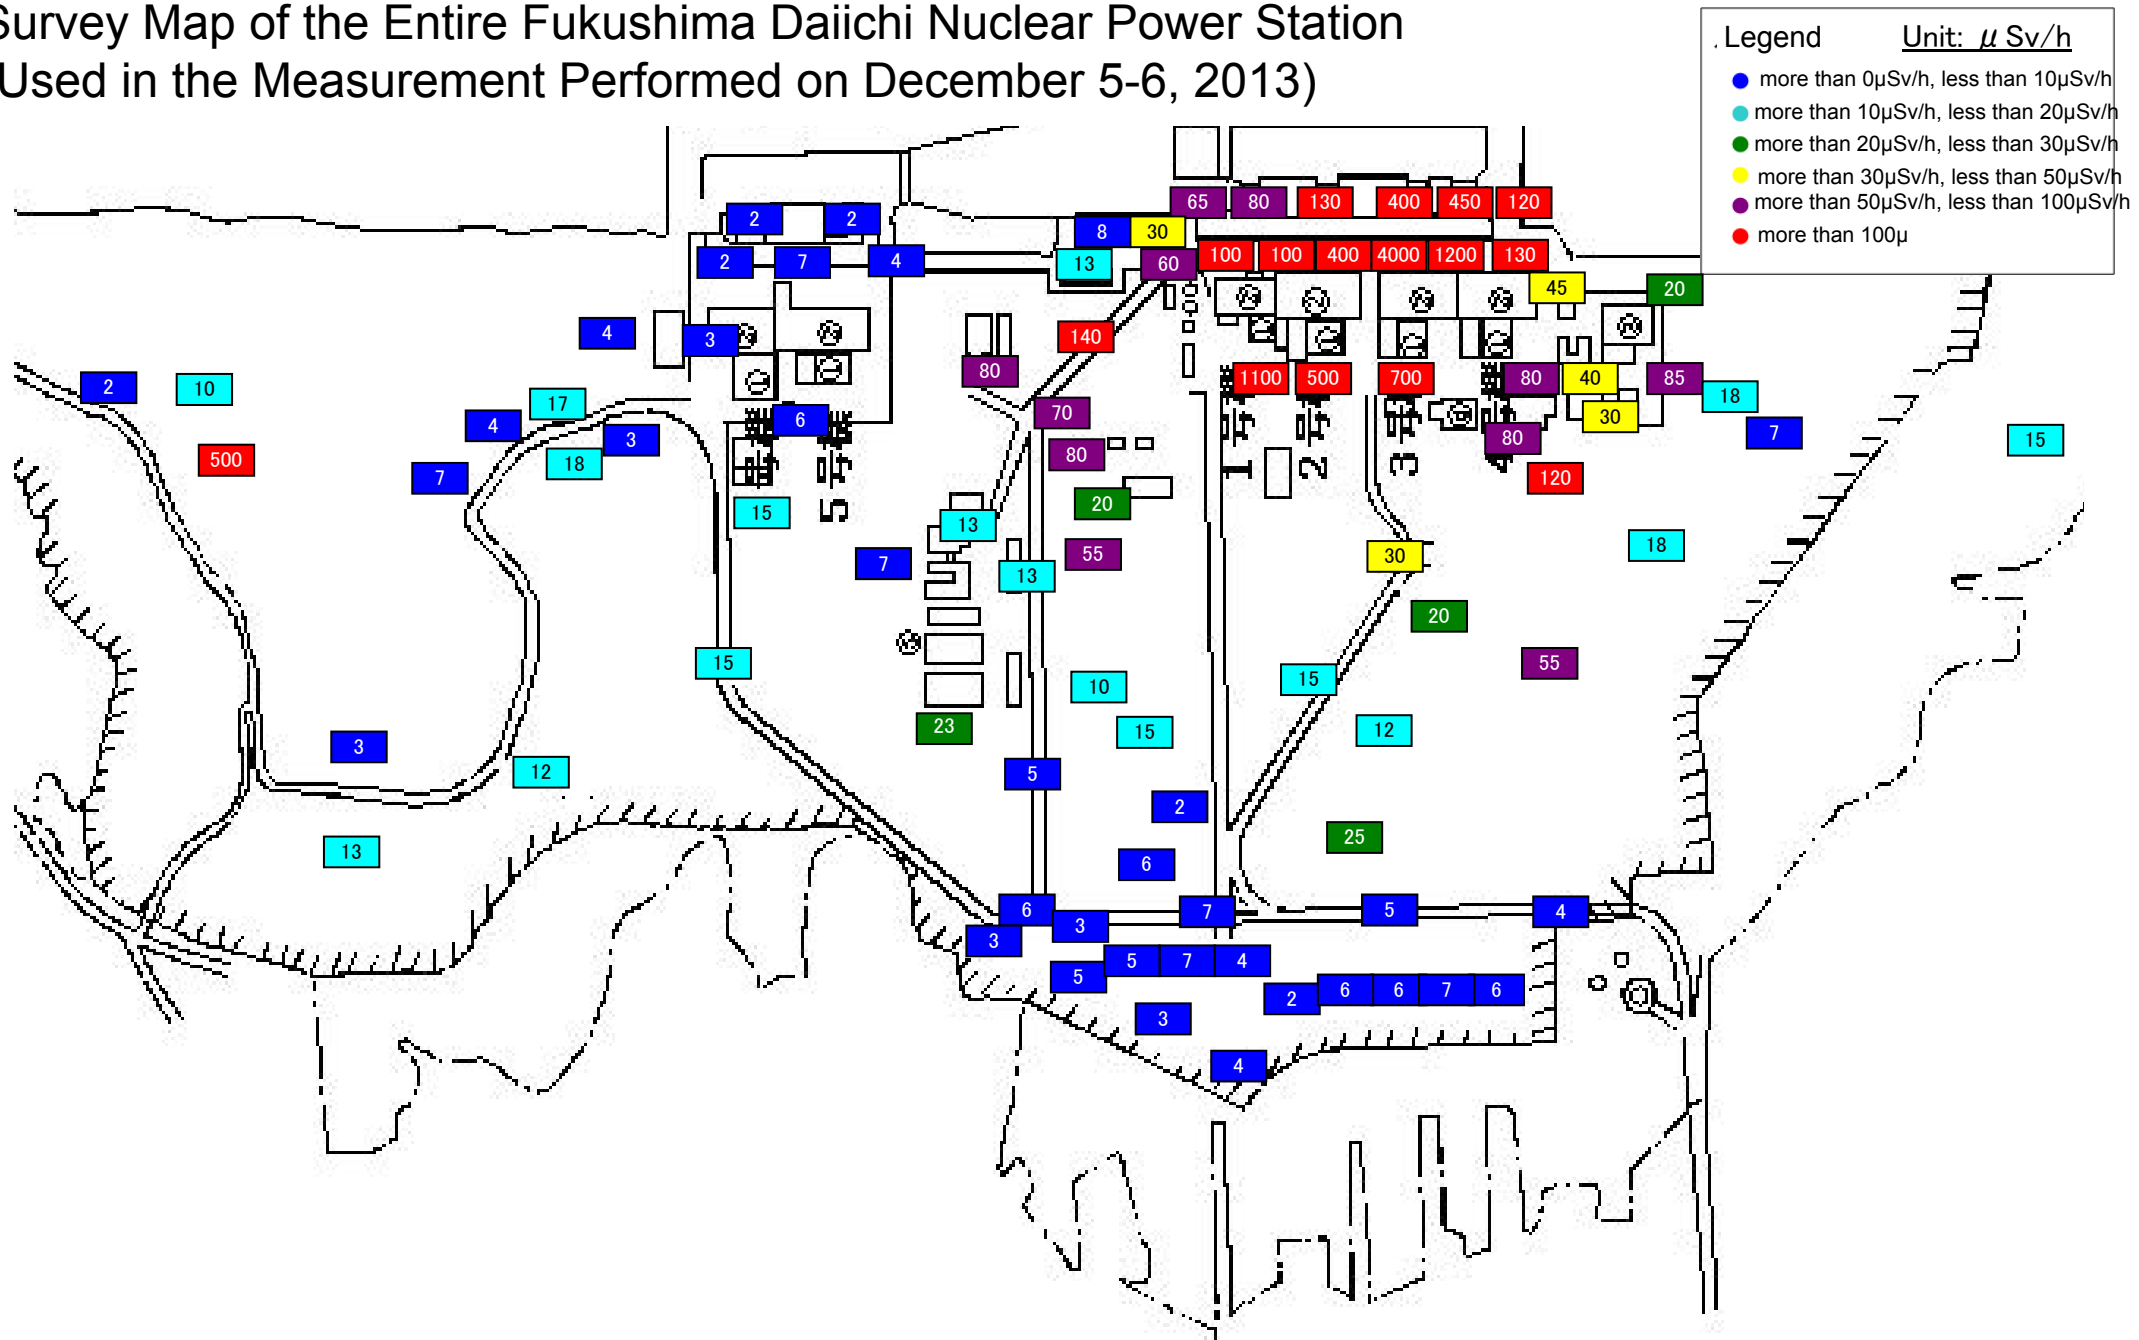 Survey Map of the Entire Fukushima Daiichi Nuclear Power Station
(Used in the Measurement Performed on December 5-6, 2013)
Legend Unit: μSv/h
more than 0μSv/h, less than 10μSv/h
more than 10μSv/h, less than 20μSv/h
more than 20μSv/h, less than 30μSv/h
more than 30μSv/h, less than 50μSv/h
more than 50μSv/h, less than 100μSv/h
more than 100μ
65 80 130 400 450 120
2 2
8 30
100 100 400 4000 1200 130
2 7 4 13 60
45 20
4 3 140
80
1100 500 700 80 40 85
2 10 18
17 70 30
4 6 7
3 80 15
500 18 80
7 120
20
15 13
18
7 55 30
13
20
15 55
10 15
23 15 12
3
12 5
2
25
13 6
6 7 5 4
3
3
5 7 4
5
2 6 6 7 6
3
4